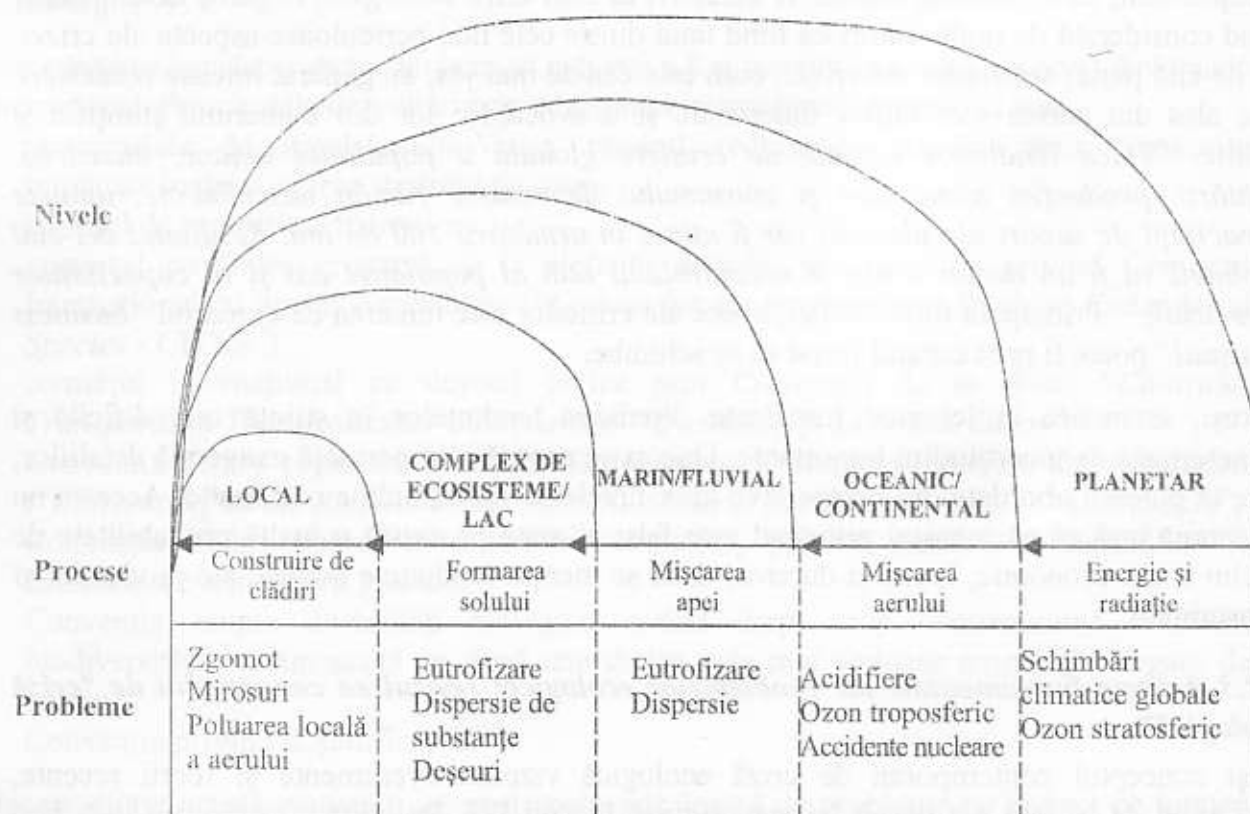 Nivele
LOCAL
COMPLEX DE
ECOSISTEME/
LAC
MARIN/FLUVIAL
OCEANIC/
CONTINENTAL
PLANETAR
Procese
Construire de
clădiri
Formarea
solului
Mișcarea
apei
Mișcarea
aerului
Energie și
radiație
Probleme
Zgomot
Mirosuri
Poluarea locală
a aerului
Eutrofizare
Dispersie de
substanțe
Deșeuri
Eutrofizare
Dispersie
Acidifiere
Ozon troposferic
Accidente nucleare
Schimbări
climatice globale
Ozon stratosferic